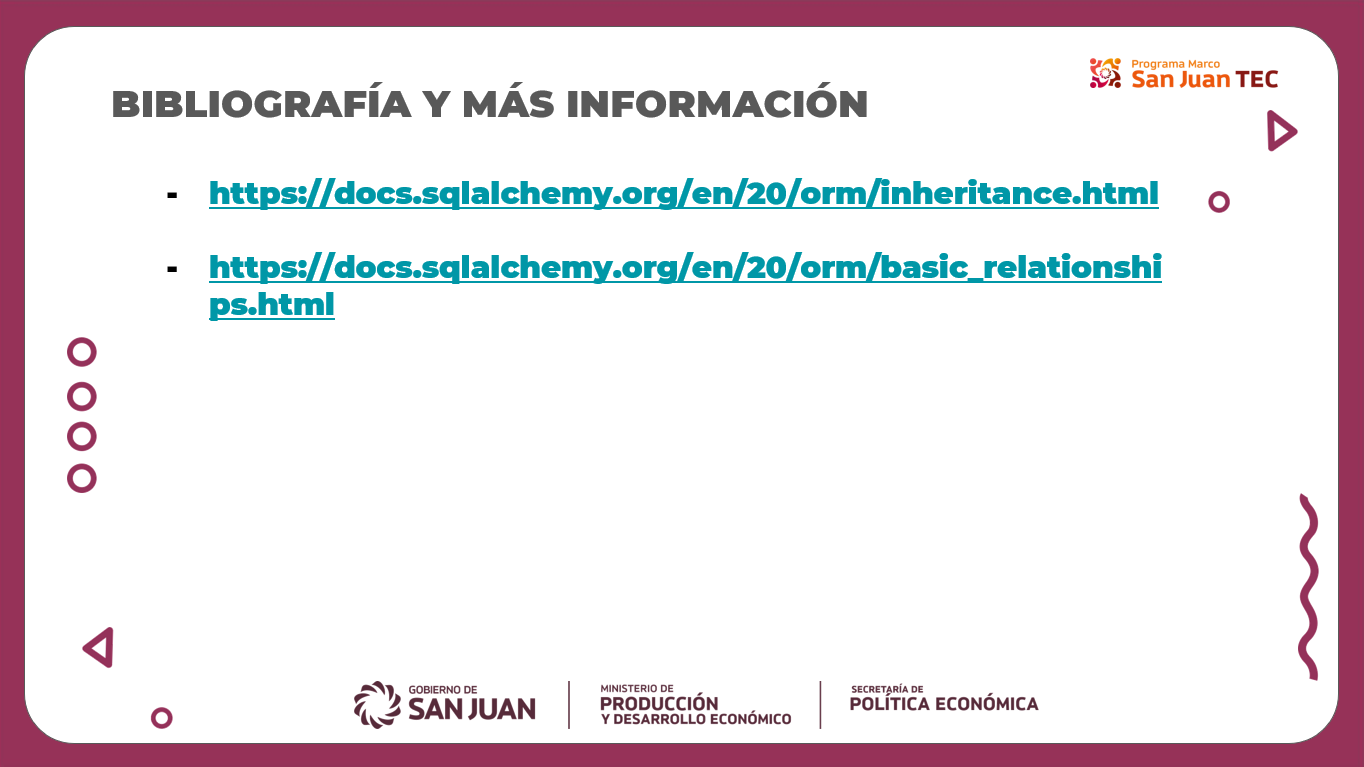 Programa Marco
San Juan TEC
BIBLIOGRAFÍA Y MÁS INFORMACIÓN
- https://docs.sqlalchemy.org/en/20/orm/inheritance.html
- https://docs.sqlalchemy.org/en/20/orm/basic_relationshi
ps.html
GOBIERNO DE
SAN JUAN
MINISTERIO DE
PRODUCCIÓN
Y DESARROLLO ECONÓMICO
SECRETARÍA DE
POLÍTICA ECONÓMICA